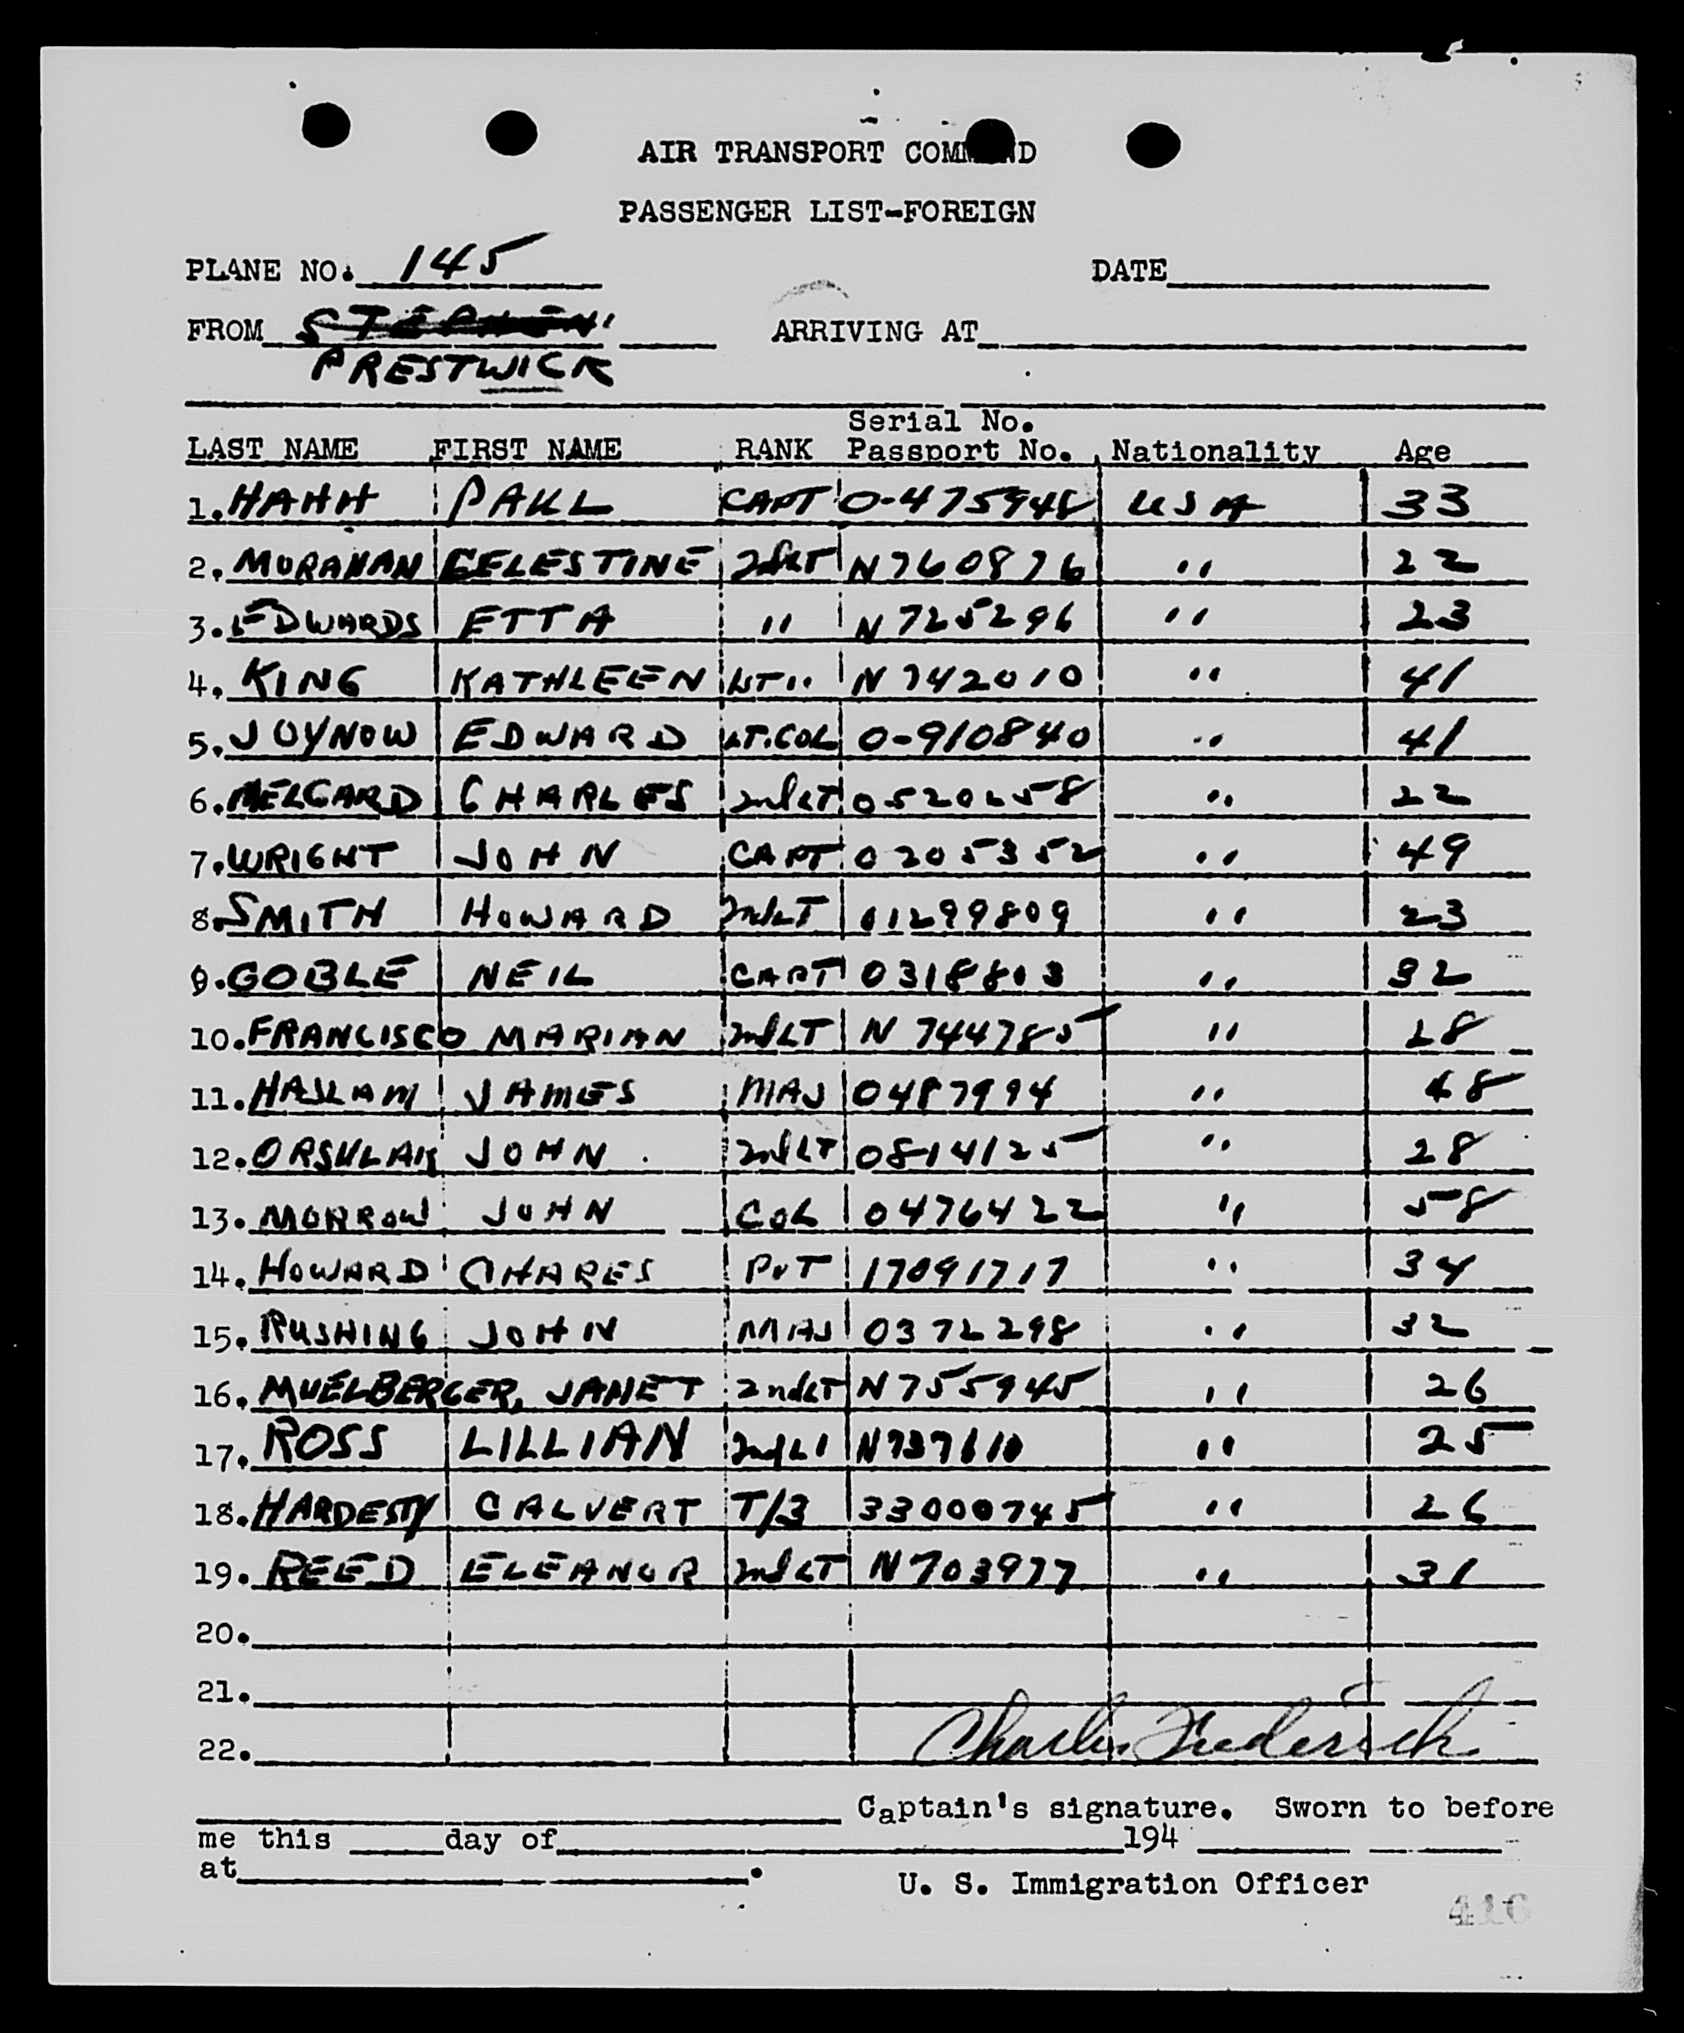 AIR TRANSPORT COMMAND
PASSENGER LIST-FOREIGN
PLANE NO. 145 DATE
FROM STEPHEN ARRIVING AT
PRESTWICK
Serial No.
LAST NAME FIRST NAME RANK Passport No. Nationality Age
1. HAHH PAUL CAPT O-475948 USA 33
2. MORANAN CELESTINE 2ndLT N760876 " 22
3. EDWARDS ETTA " N725296 " 23
4. KING KATHLEEN 1ST " N742010 " 41
5. JOYNOW EDWARD LT.COL O-910840 " 41
6. MELGARD CHARLES 2ndLT 0520658 " 22
7. WRIGHT JOHN CAPT 0205352 " 49
8. SMITH HOWARD 2ndLT 01299809 " 23
9. GOBLE NEIL CAPT 0318803 " 32
10. FRANCISCO MARIAN 2ndLT N744785 " 28
11. HASLAM JAMES MAJ 0487994 " 48
12. ORSULAK JOHN 2ndLT 0814125 " 28
13. MORROW JOHN COL 0476422 " 58
14. HOWARD CHARES PVT 17091717 " 34
15. RUSHING JOHN MAJ 0372298 " 32
16. MUELBERGER, JANET 2ndLT N755945 " 26
17. ROSS LILLIAN 2ndLT N737610 " 25
18. HARDESTY CALVERT T/3 33000745 " 26
19. REED ELEANOR 2ndLT N703977 " 31
20.
21.
22. Charles Frederick
Captain's signature. Sworn to before
me this day of 194
at .
U. S. Immigration Officer
416